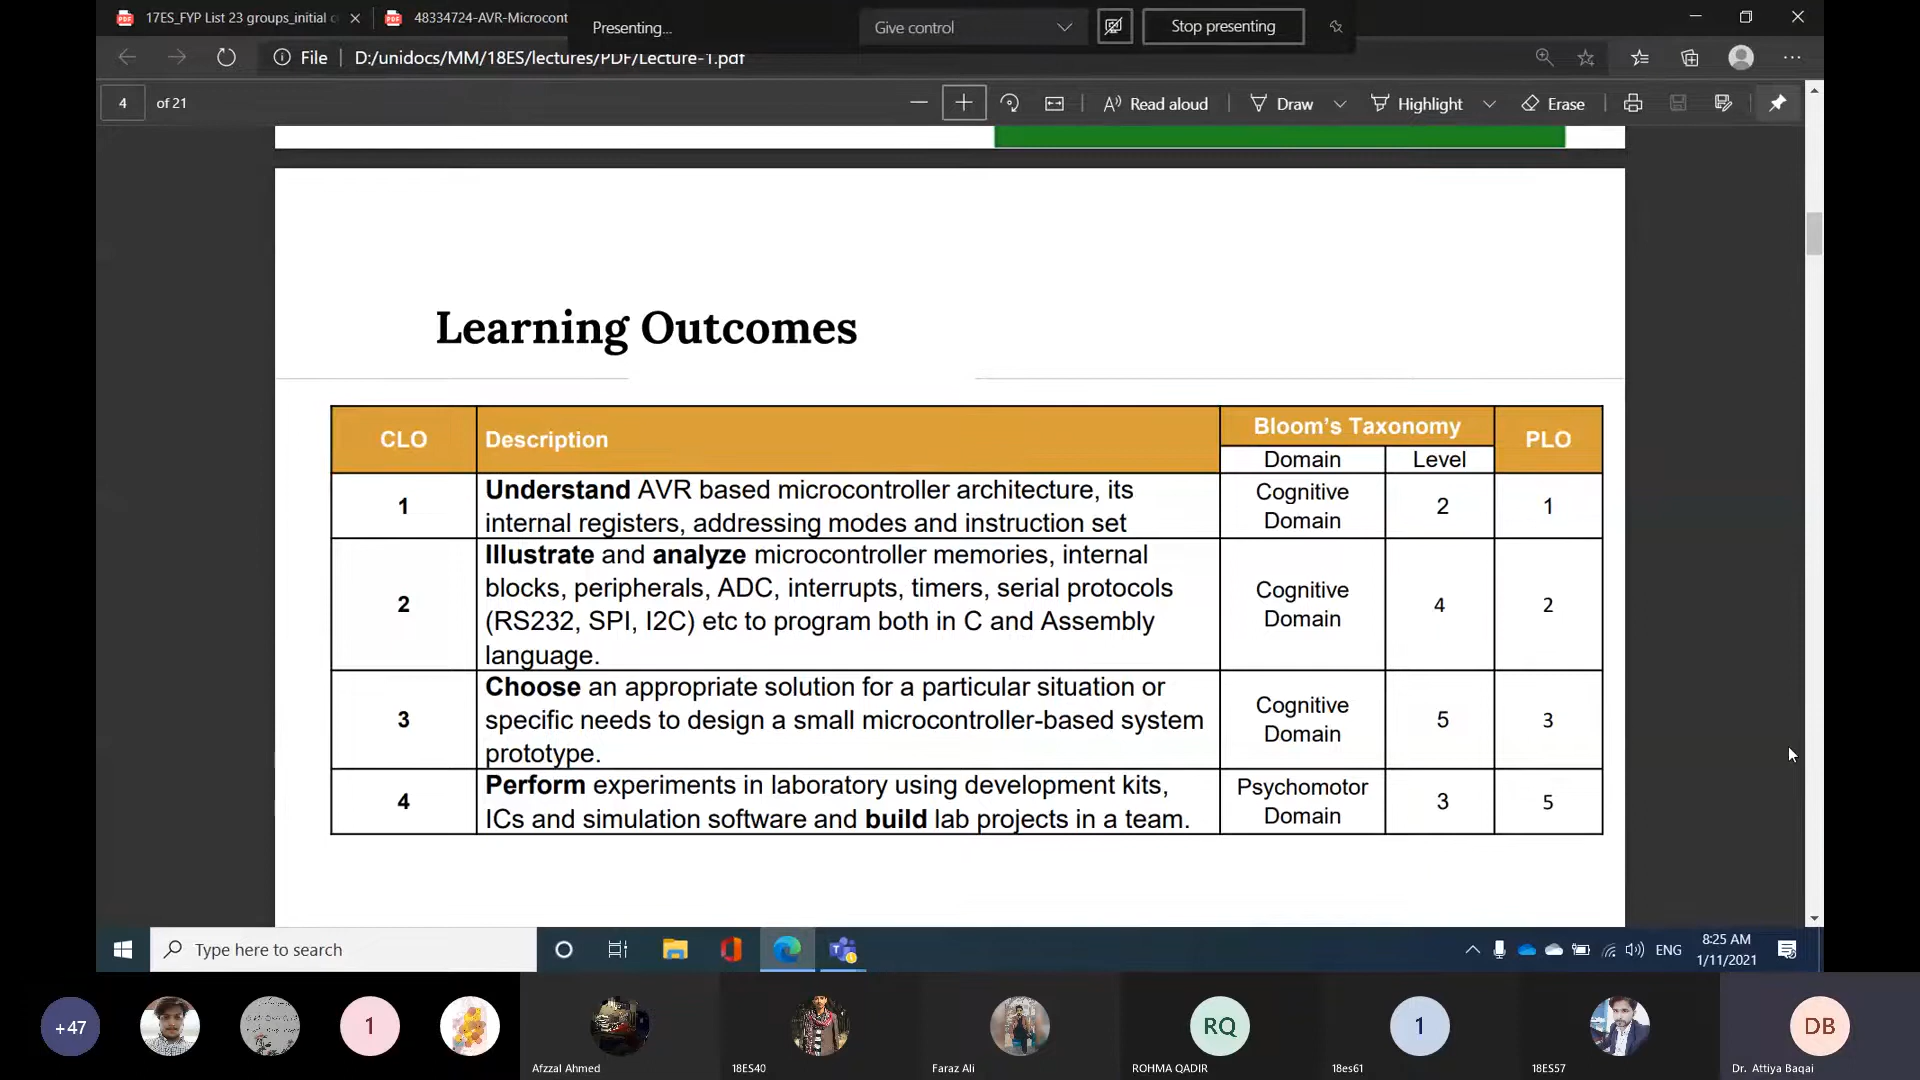 17ES_FYP List 23 groups_initial
48334724-AVR-Microcont
Presenting...
Give control
Stop presenting
File
D:/unidocs/MM/18ES/lectures/PDF/Lecture-1.pdf
4 of 21
Read aloud
Draw
Highlight
Erase
Learning Outcomes
CLO
Description
Bloom's Taxonomy
PLO
Domain
Level
1
Understand AVR based microcontroller architecture, its
internal registers, addressing modes and instruction set
Cognitive
Domain
2
1
2
Illustrate and analyze microcontroller memories, internal
blocks, peripherals, ADC, interrupts, timers, serial protocols
(RS232, SPI, I2C) etc to program both in C and Assembly
language.
Cognitive
Domain
4
2
3
Choose an appropriate solution for a particular situation or
specific needs to design a small microcontroller-based system
prototype.
Cognitive
Domain
5
3
4
Perform experiments in laboratory using development kits,
ICs and simulation software and build lab projects in a team.
Psychomotor
Domain
3
5
Type here to search
ENG
8:25 AM
1/11/2021
+47
1
RQ
1
DB
Afzzal Ahmed
18ES40
Faraz Ali
ROHMA QADIR
18es61
18ES57
Dr. Attiya Baqai